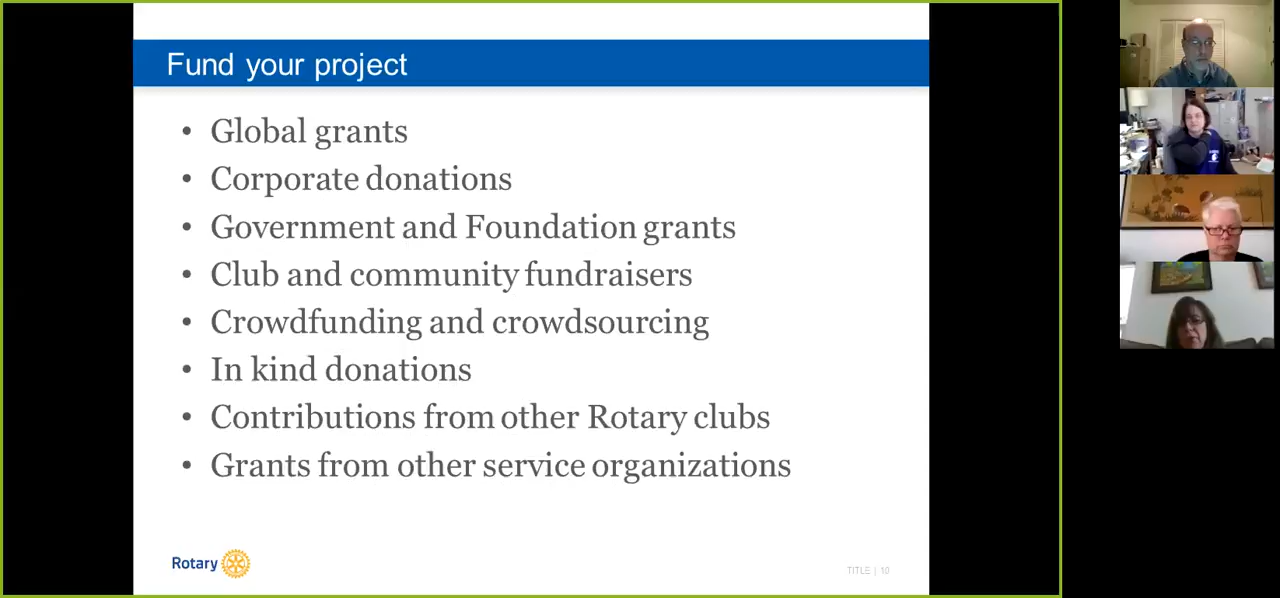 Fund your project
• Global grants
• Corporate donations
• Government and Foundation grants
• Club and community fundraisers
• Crowdfunding and crowdsourcing
• In kind donations
• Contributions from other Rotary clubs
• Grants from other service organizations
Rotary
TITLE | 10